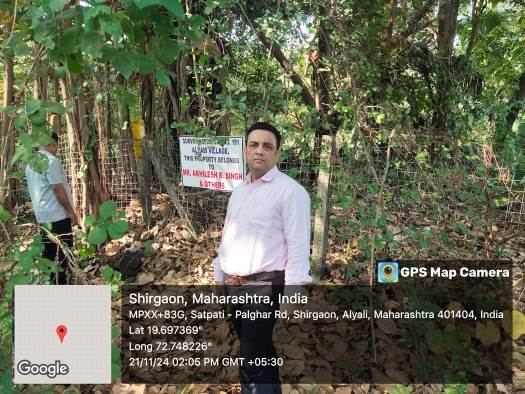 ALYALI VILLAGE.
THIS PROPERTY BELONGS
TO
MR. AKHILESH R. SINGH
& OTHERS
GPS Map Camera
Shirgaon, Maharashtra, India
MPXX+83G, Satpati - Palghar Rd, Shirgaon, Alyali, Maharashtra 401404, India
Lat 19.697369°
Long 72.748226°
21/11/24 02:05 PM GMT +05:30
Google